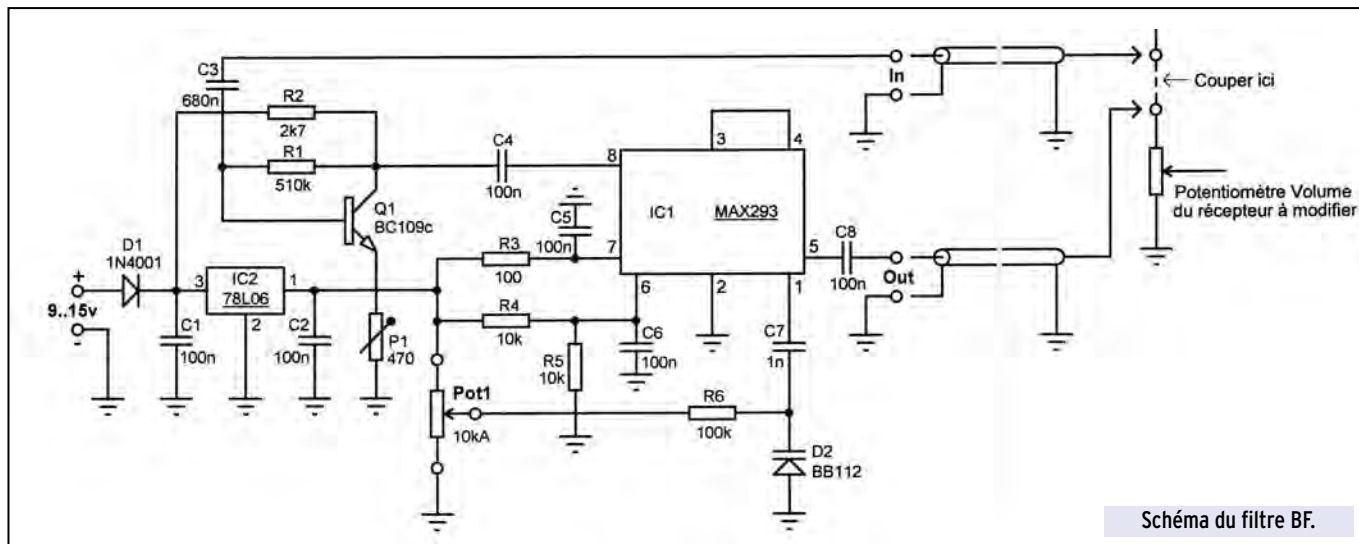 C3
680n
R2
2k7
R1
510k
C4
100n
Q1
BC109c
D1
1N4001
+
9..15v
-
3
IC2
78L06
1
2
C1
100n
C2
100n
P1
470
R3
100
R4
10k
R5
10k
C5
100n
C6
100n
Pot1
10kA
8
3
4
IC1
MAX293
7
5
6
2
1
C7
1n
R6
100k
D2
BB112
C8
100n
In
Out
Couper ici
Potentiomètre Volume
du récepteur à modifier
Schéma du filtre BF.